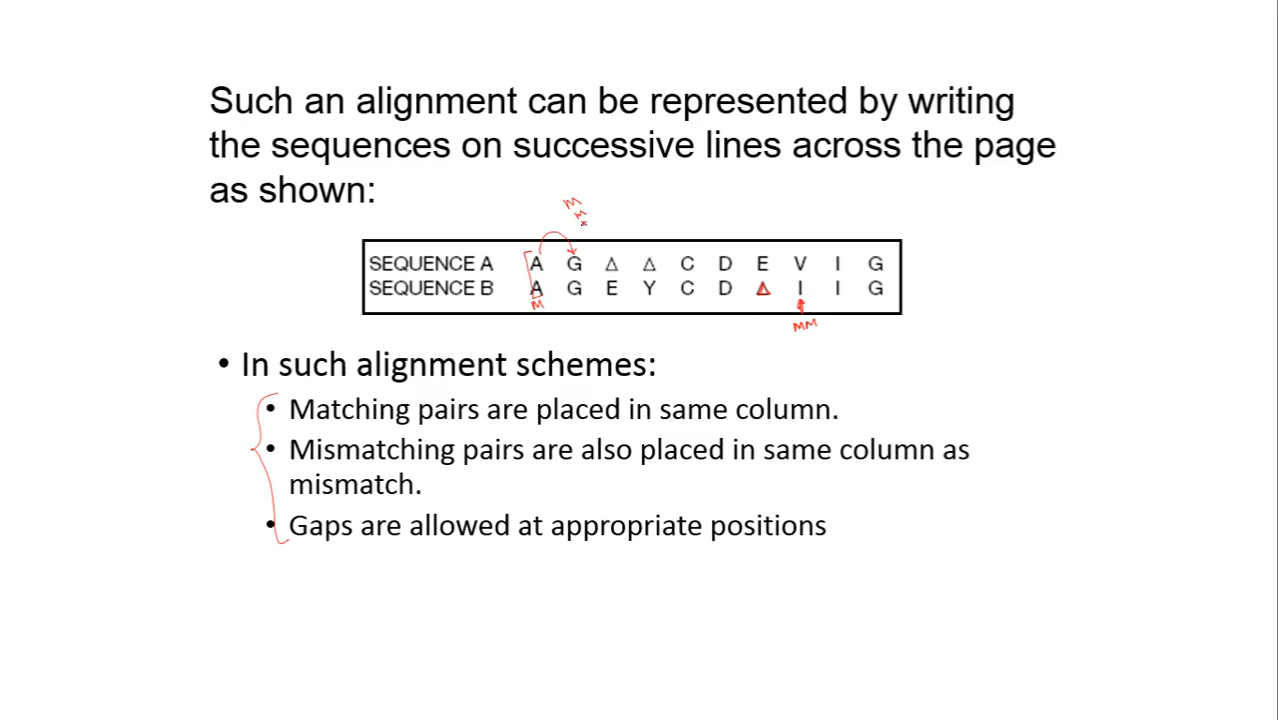 Such an alignment can be represented by writing
the sequences on successive lines across the page
as shown:
M
M
SEQUENCE A A G Δ Δ C D E V I G
SEQUENCE B A G E Y C D Δ I I G
M
MM
• In such alignment schemes:
• Matching pairs are placed in same column.
• Mismatching pairs are also placed in same column as
mismatch.
• Gaps are allowed at appropriate positions